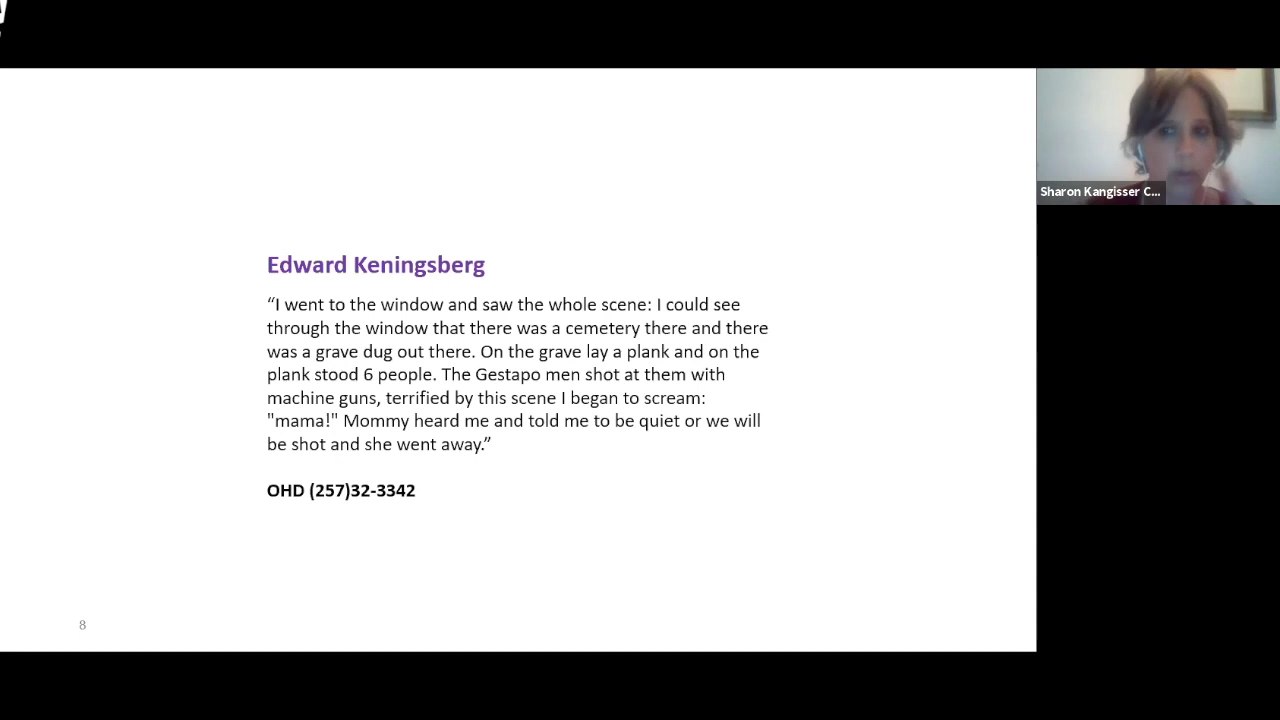 Edward Keningsberg
“I went to the window and saw the whole scene: I could see
through the window that there was a cemetery there and there
was a grave dug out there. On the grave lay a plank and on the
plank stood 6 people. The Gestapo men shot at them with
machine guns, terrified by this scene I began to scream:
"mama!" Mommy heard me and told me to be quiet or we will
be shot and she went away.”
OHD (257)32-3342
8
Sharon Kangisser C...